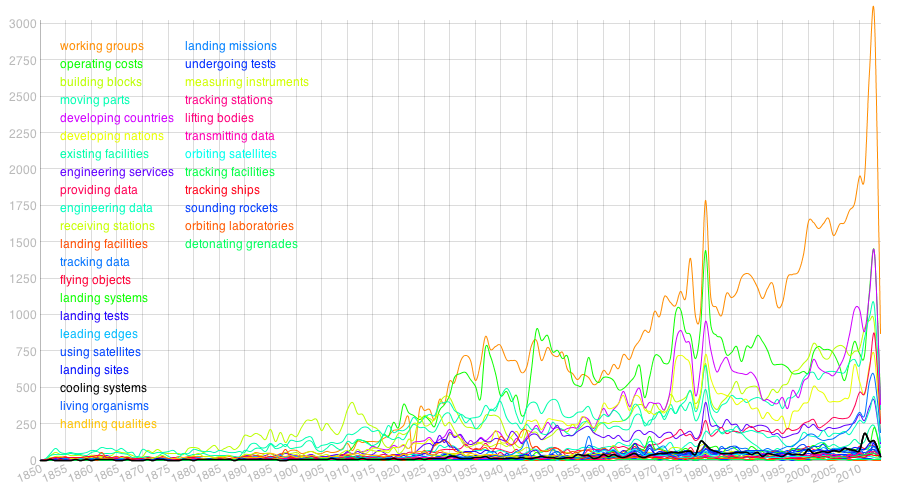 3000
2750
2500
2250
2000
1750
1500
1250
1000
750
500
250
working groups
operating costs
building blocks
moving parts
developing countries
developing nations
existing facilities
engineering services
providing data
engineering data
receiving stations
landing facilities
tracking data
flying objects
landing systems
landing tests
leading edges
using satellites
landing sites
cooling systems
living organisms
handling qualities
landing missions
undergoing tests
measuring instruments
tracking stations
lifting bodies
transmitting data
orbiting satellites
tracking facilities
tracking ships
sounding rockets
orbiting laboratories
detonating grenades
1850 1855 1860 1865 1870 1875 1880 1885 1890 1895 1900 1905 1910 1915 1920 1925 1930 1935 1940 1945 1950 1955 1960 1965 1970 1975 1980 1985 1990 1995 2000 2005 2010